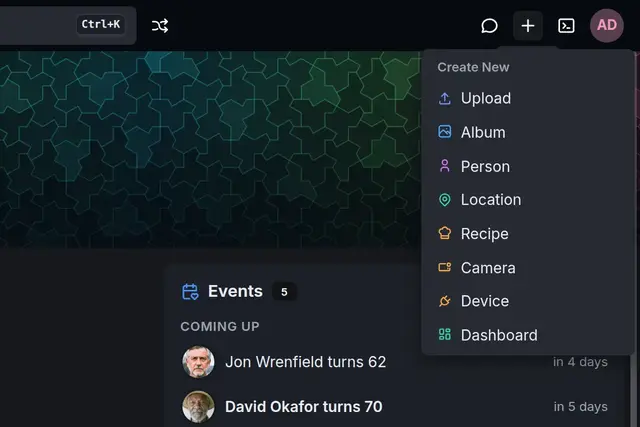 Ctrl+K
AD
Create New
Upload
Album
Person
Location
Recipe
Camera
Device
Dashboard
Events 5
COMING UP
Jon Wrenfield turns 62 in 4 days
David Okafor turns 70 in 5 days